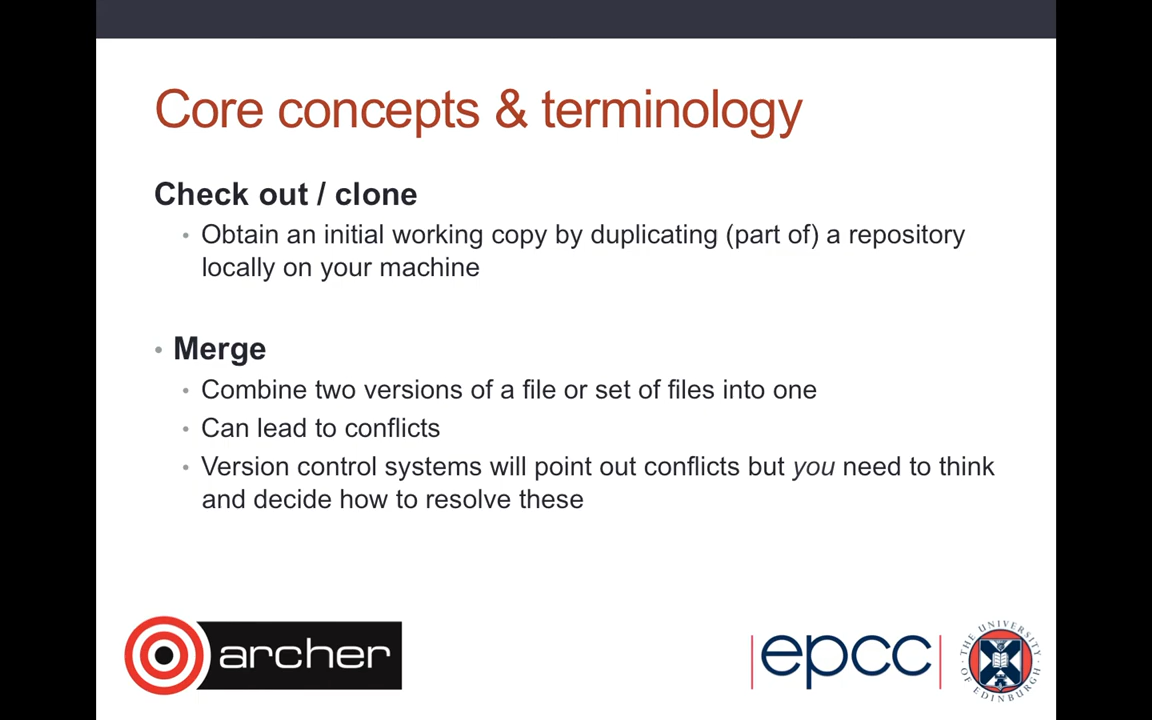 Core concepts & terminology
Check out / clone
• Obtain an initial working copy by duplicating (part of) a repository
locally on your machine
• Merge
• Combine two versions of a file or set of files into one
• Can lead to conflicts
• Version control systems will point out conflicts but you need to think
and decide how to resolve these
archer
epcc
THE UNIVERSITY OF EDINBURGH